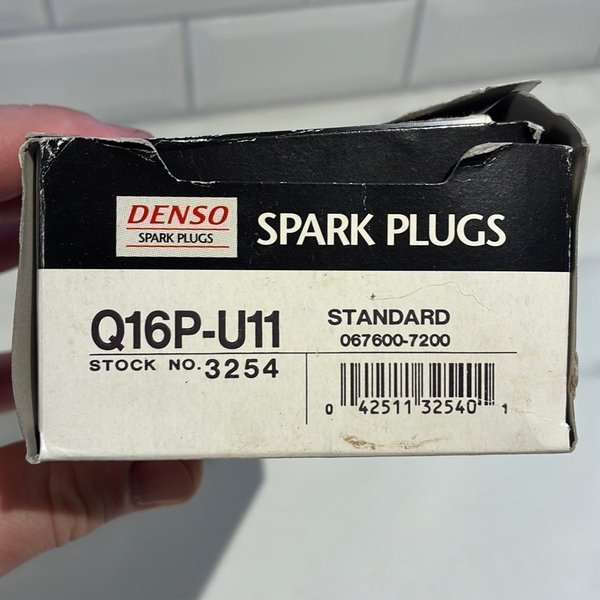 DENSO
SPARK PLUGS
SPARK PLUGS
Q16P-U11
STOCK NO. 3254
STANDARD
067600-7200
0 42511 32540 1